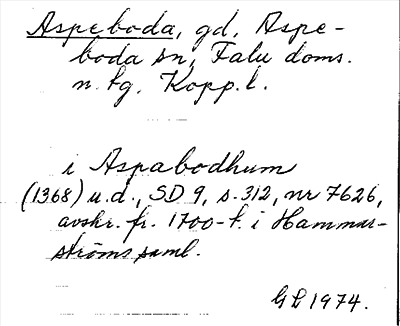 Aspeboda, gd, Aspe-
boda sn, Falu doms.
n. tg, Kopp. l.
i Aspabodhum
(1368) u.d., SD 9, s. 312, nr 7626,
avskr. fr. 1700-t. i Hammar-
ströms saml.
GL 1974.